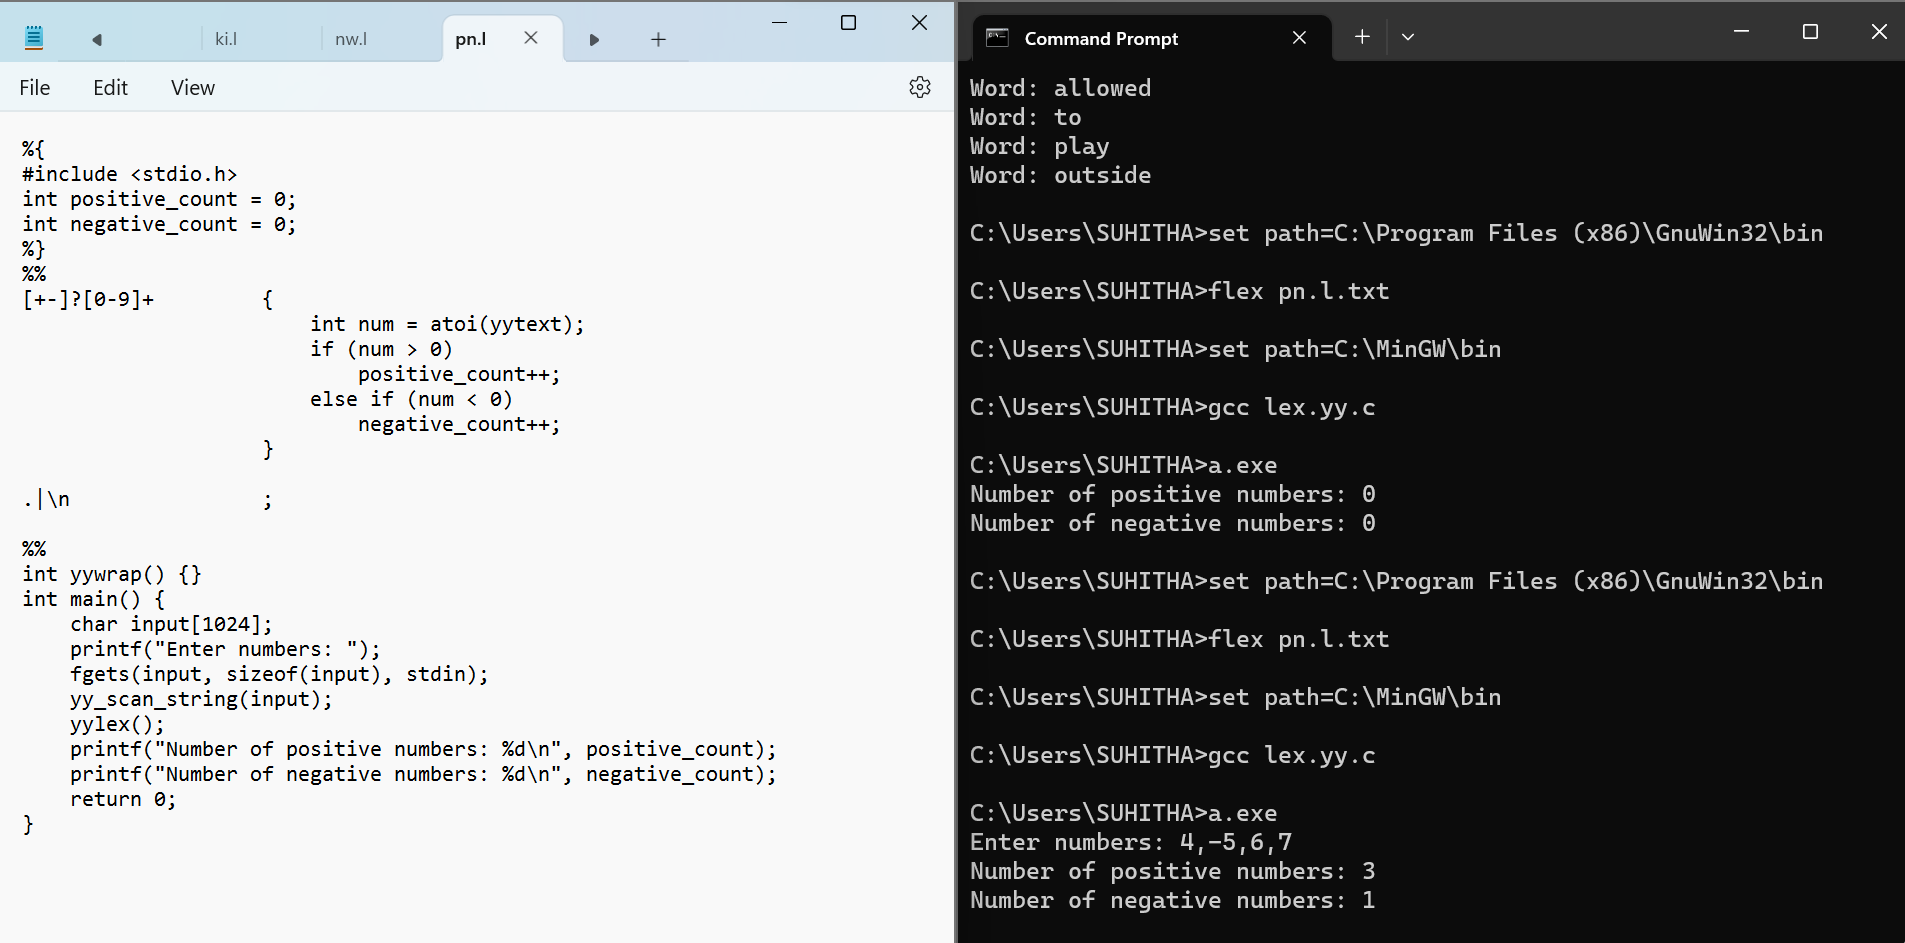 ki.l
nw.l
pn.l
File
Edit
View
%{
#include <stdio.h>
int positive_count = 0;
int negative_count = 0;
%}
%%
[+-]?[0-9]+         {
                        int num = atoi(yytext);
                        if (num > 0)
                            positive_count++;
                        else if (num < 0)
                            negative_count++;
                    }

.|\n                ;

%%
int yywrap() {}
int main() {
    char input[1024];
    printf("Enter numbers: ");
    fgets(input, sizeof(input), stdin);
    yy_scan_string(input);
    yylex();
    printf("Number of positive numbers: %d\n", positive_count);
    printf("Number of negative numbers: %d\n", negative_count);
    return 0;
}
Command Prompt
Word: allowed
Word: to
Word: play
Word: outside

C:\Users\SUHITHA>set path=C:\Program Files (x86)\GnuWin32\bin

C:\Users\SUHITHA>flex pn.l.txt

C:\Users\SUHITHA>set path=C:\MinGW\bin

C:\Users\SUHITHA>gcc lex.yy.c

C:\Users\SUHITHA>a.exe
Number of positive numbers: 0
Number of negative numbers: 0

C:\Users\SUHITHA>set path=C:\Program Files (x86)\GnuWin32\bin

C:\Users\SUHITHA>flex pn.l.txt

C:\Users\SUHITHA>set path=C:\MinGW\bin

C:\Users\SUHITHA>gcc lex.yy.c

C:\Users\SUHITHA>a.exe
Enter numbers: 4,-5,6,7
Number of positive numbers: 3
Number of negative numbers: 1